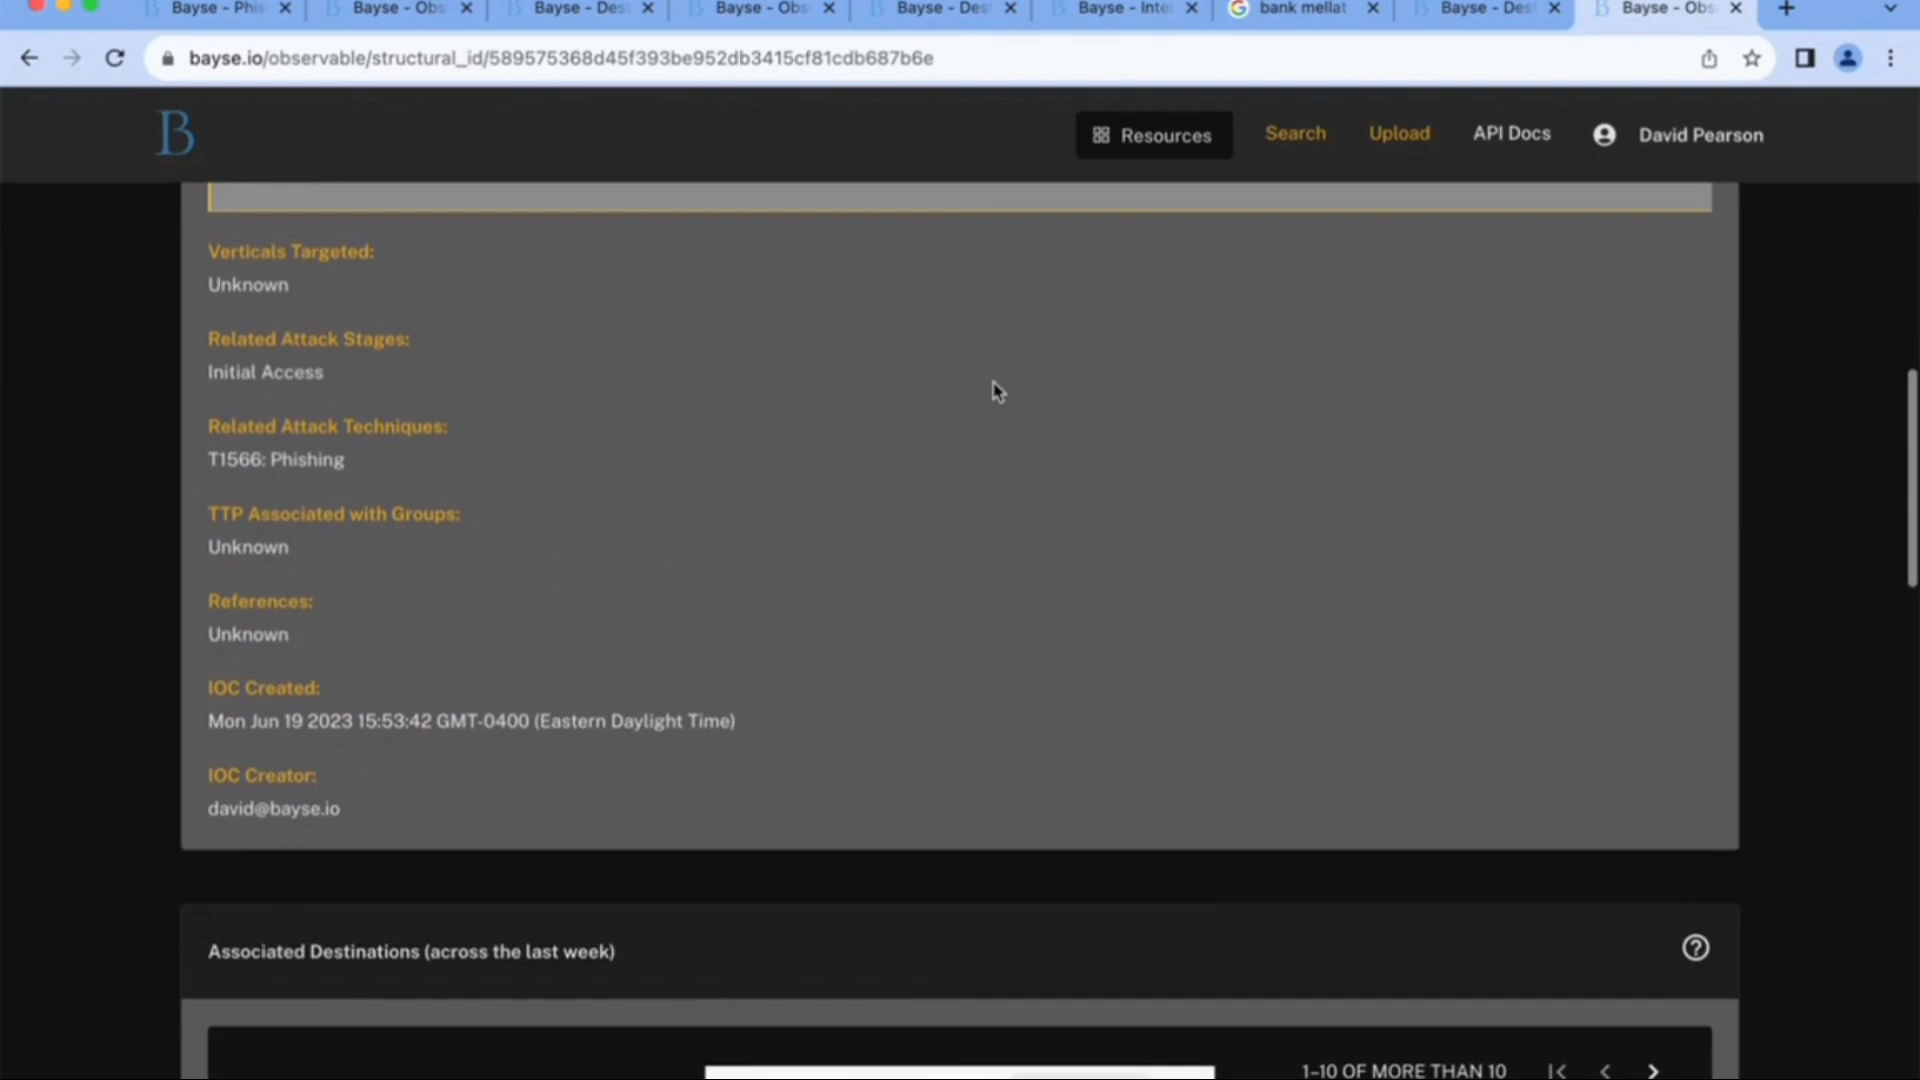 Bayse - Phis
Bayse - Obs
Bayse - Des
Bayse - Obs
Bayse - Des
Bayse - Inte
bank mellat
Bayse - Des
Bayse - Obs
bayse.io/observable/structural_id/589575368d45f393be952db3415cf81cdb687b6e
B
Resources
Search
Upload
API Docs
David Pearson
Verticals Targeted:
Unknown
Related Attack Stages:
Initial Access
Related Attack Techniques:
T1566: Phishing
TTP Associated with Groups:
Unknown
References:
Unknown
IOC Created:
Mon Jun 19 2023 15:53:42 GMT-0400 (Eastern Daylight Time)
IOC Creator:
david@bayse.io
Associated Destinations (across the last week)
1-10 OF MORE THAN 10